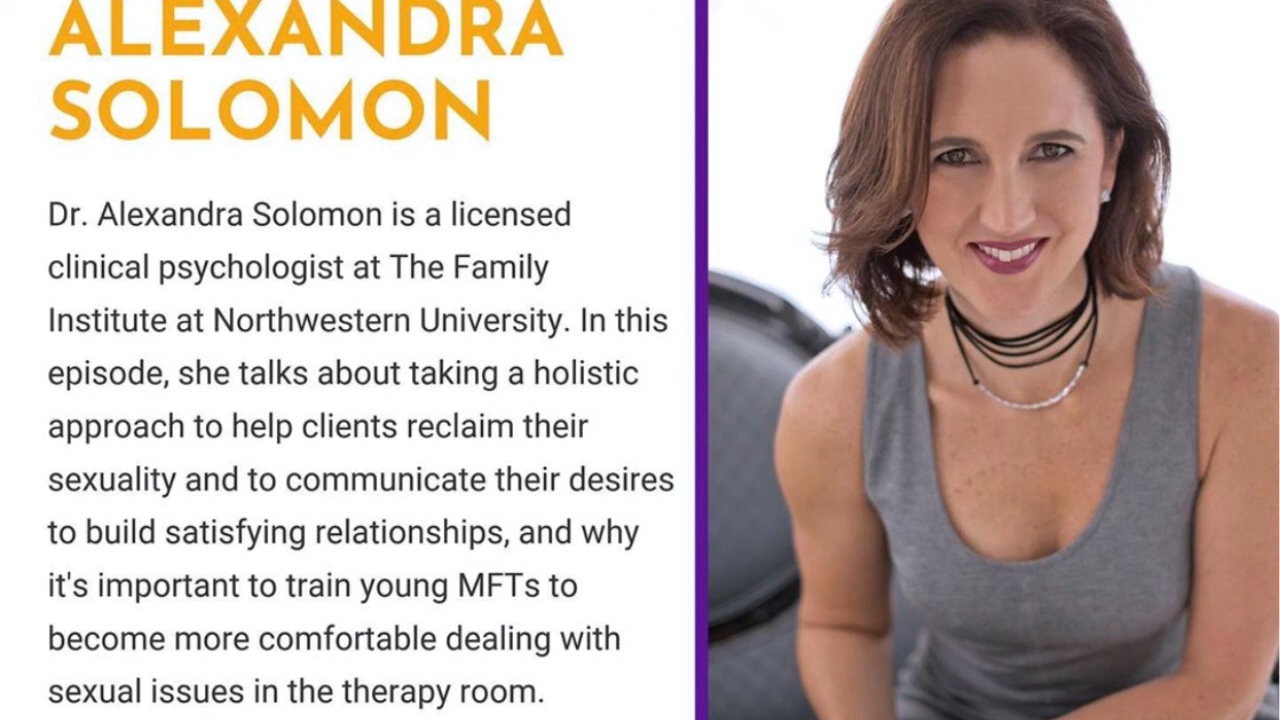 ALEXANDRA
SOLOMON
Dr. Alexandra Solomon is a licensed
clinical psychologist at The Family
Institute at Northwestern University. In this
episode, she talks about taking a holistic
approach to help clients reclaim their
sexuality and to communicate their desires
to build satisfying relationships, and why
it's important to train young MFTs to
become more comfortable dealing with
sexual issues in the therapy room.